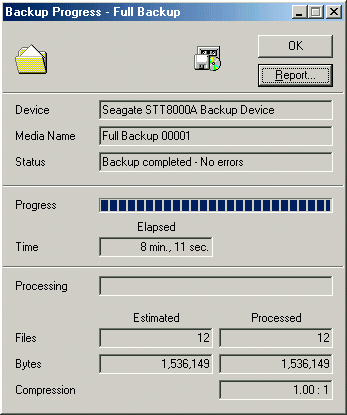 Backup Progress - Full Backup
OK
Report...
Device Seagate STT8000A Backup Device
Media Name Full Backup 00001
Status Backup completed - No errors
Progress
Elapsed
Time 8 min., 11 sec.
Processing
Estimated Processed
Files 12 12
Bytes 1,536,149 1,536,149
Compression 1.00 : 1